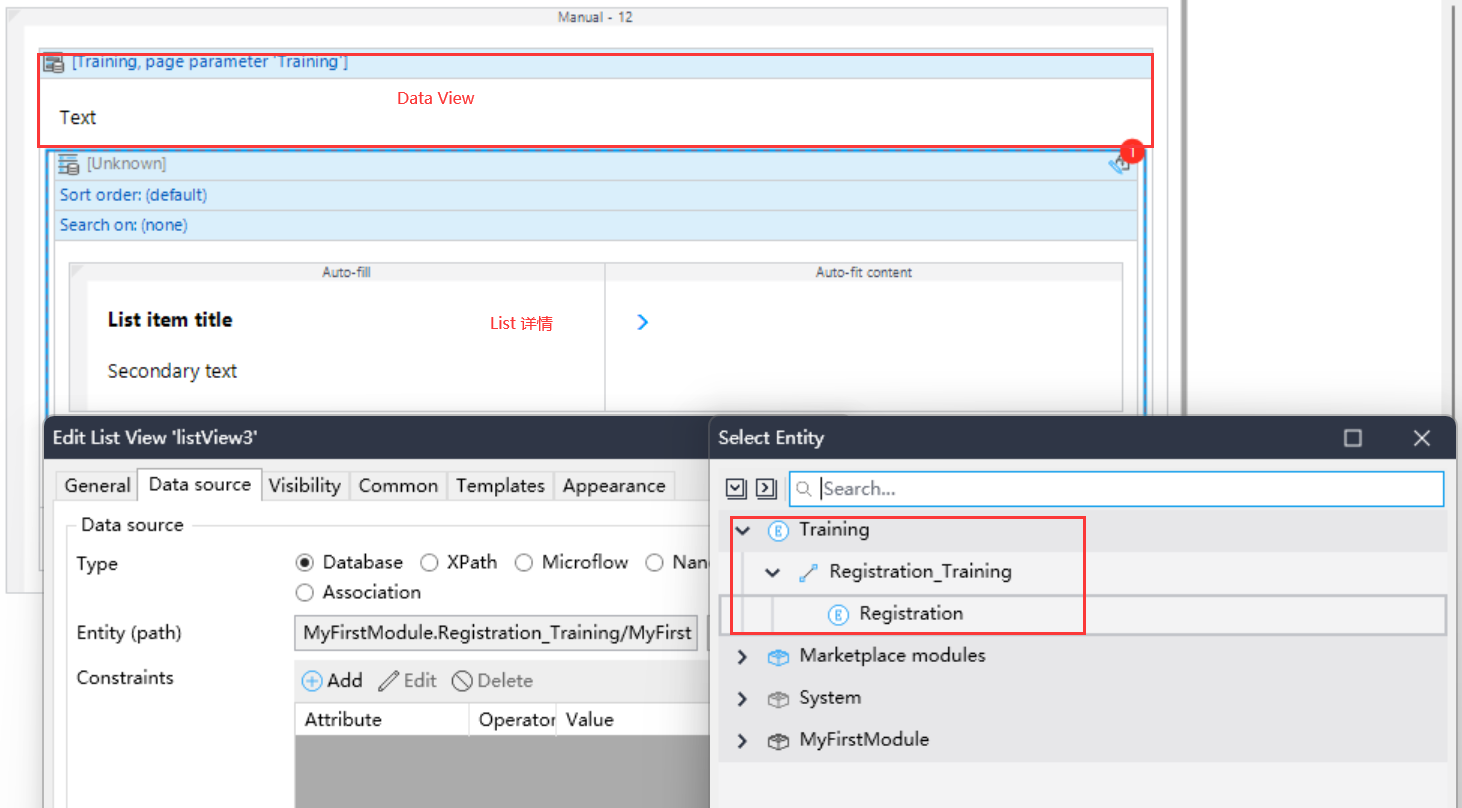 Manual - 12
[Training, page parameter 'Training']
Data View
Text
1
[Unknown]
Sort order: (default)
Search on: (none)
Auto-fill
Auto-fit content
List item title
List 详情
Secondary text
Edit List View 'listView3'
General Data source Visibility Common Templates Appearance
Data source
Type
Database XPath Microflow Nan
Association
Entity (path) MyFirstModule.Registration_Training/MyFirst
Constraints
Add Edit Delete
Attribute Operator Value
Select Entity
Search...
Training
Registration_Training
Registration
Marketplace modules
System
MyFirstModule